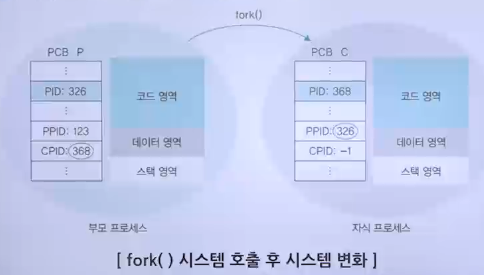 fork()
PCB P
⋮
PID: 326
⋮
PPID: 123
CPID: 368
⋮
코드 영역
데이터 영역
스택 영역
부모 프로세스
PCB C
⋮
PID: 368
⋮
PPID: 326
CPID: -1
⋮
코드 영역
데이터 영역
스택 영역
자식 프로세스
[ fork( ) 시스템 호출 후 시스템 변화 ]